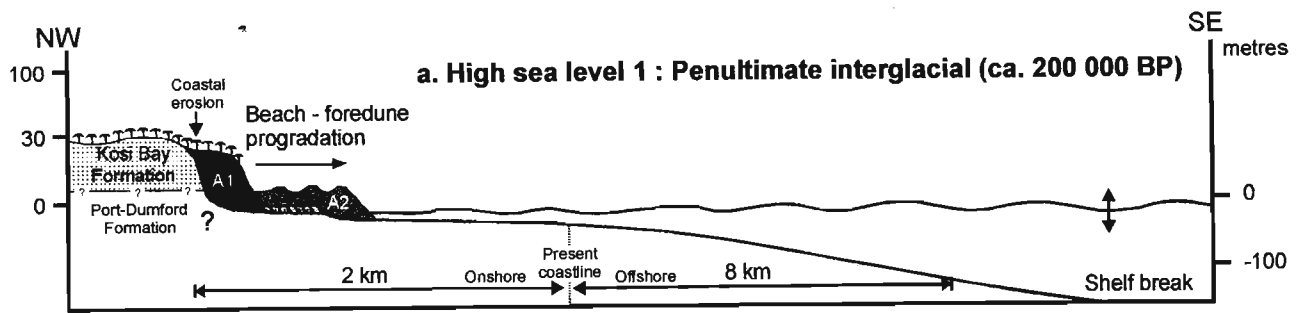 NW
SE
metres
a. High sea level 1 : Penultimate interglacial (ca. 200 000 BP)
100
Coastal
erosion
Beach - foredune
progradation
30
Kosi Bay
Formation
A1
A2
? ? ?
0
0
Port-Dumford
Formation
?
Present
coastline
2 km
Onshore
Offshore
8 km
-100
Shelf break